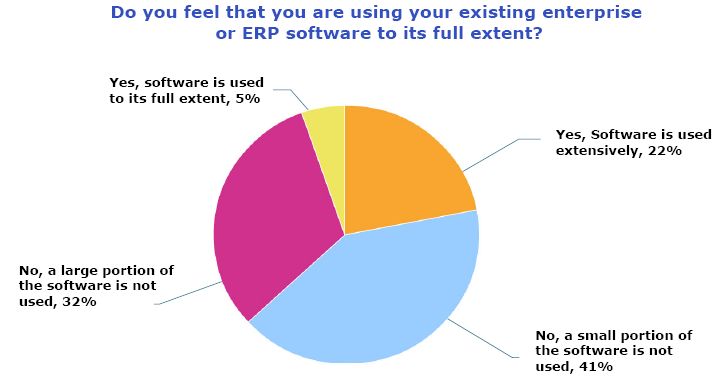 Do you feel that you are using your existing enterprise
or ERP software to its full extent?
Yes, software is used
to its full extent, 5%
Yes, Software is used
extensively, 22%
No, a large portion of
the software is not
used, 32%
No, a small portion of
the software is not
used, 41%